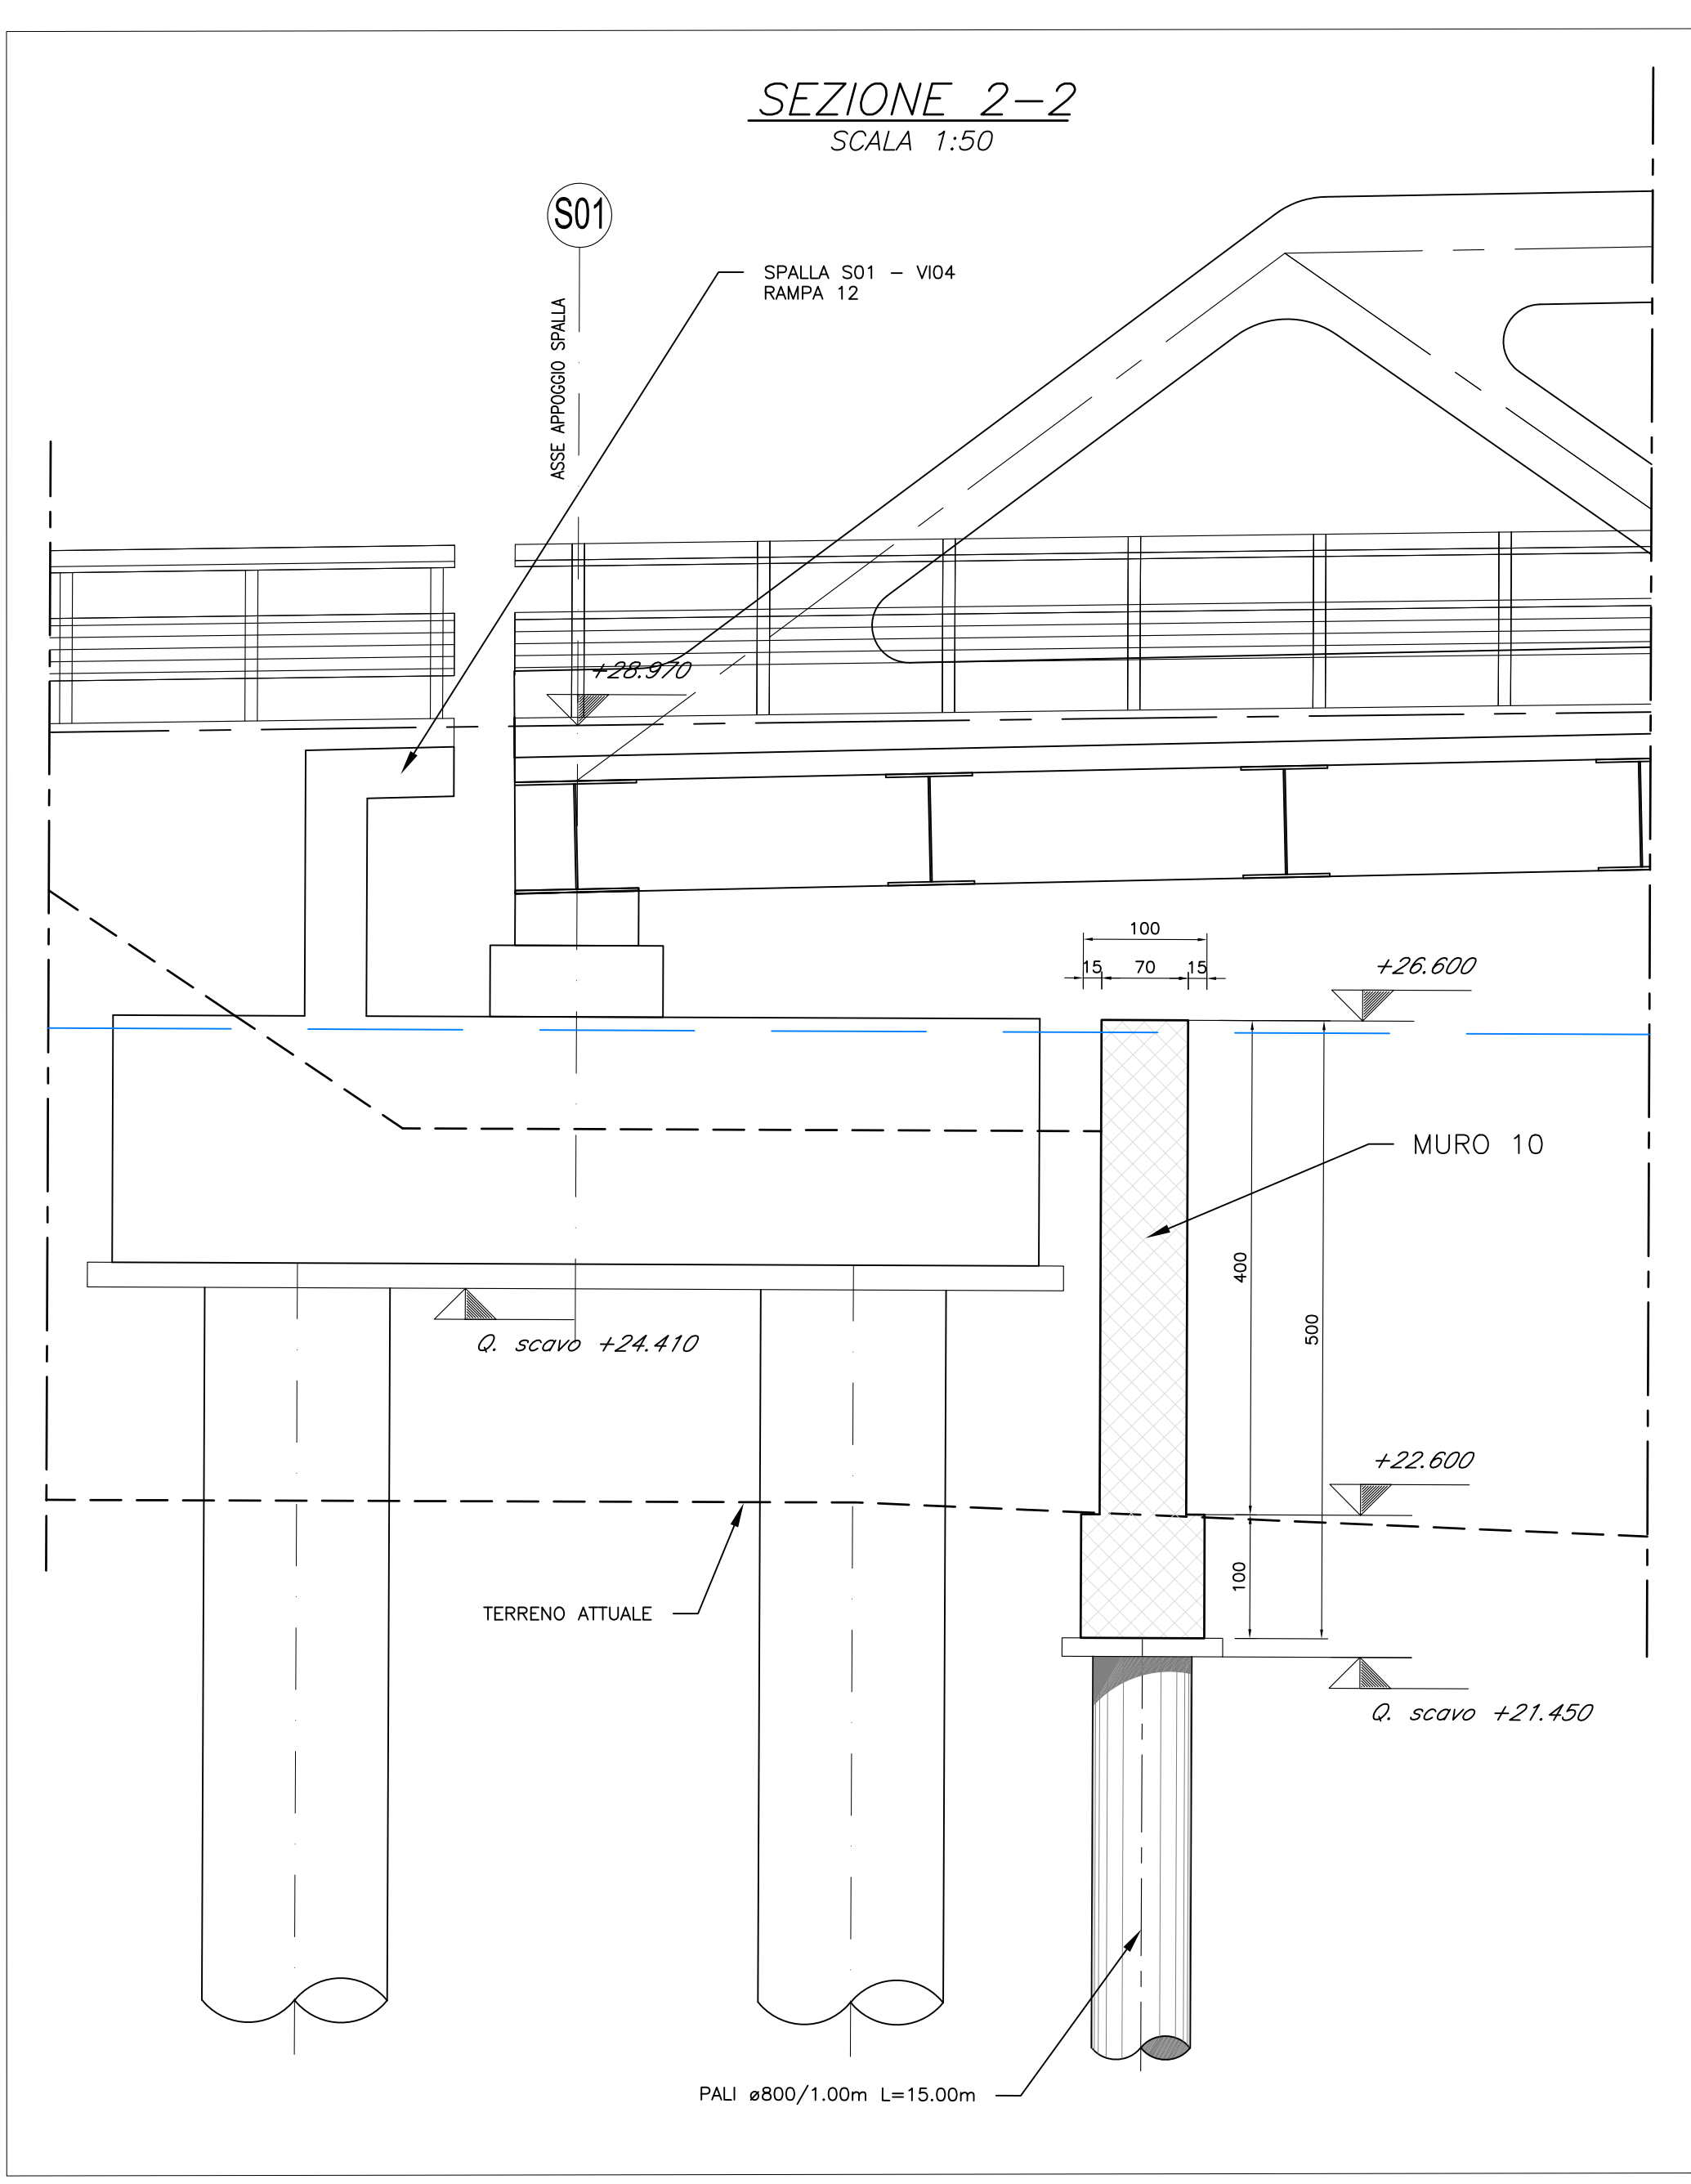 SEZIONE 2-2
SCALA 1:50
S01
ASSE APPOGGIO SPALLA
SPALLA S01 - VI04
RAMPA 12
+28.970
100
15 70 15
+26.600
MURO 10
400
500
Q. scavo +24.410
+22.600
100
TERRENO ATTUALE
Q. scavo +21.450
PALI ø800/1.00m L=15.00m